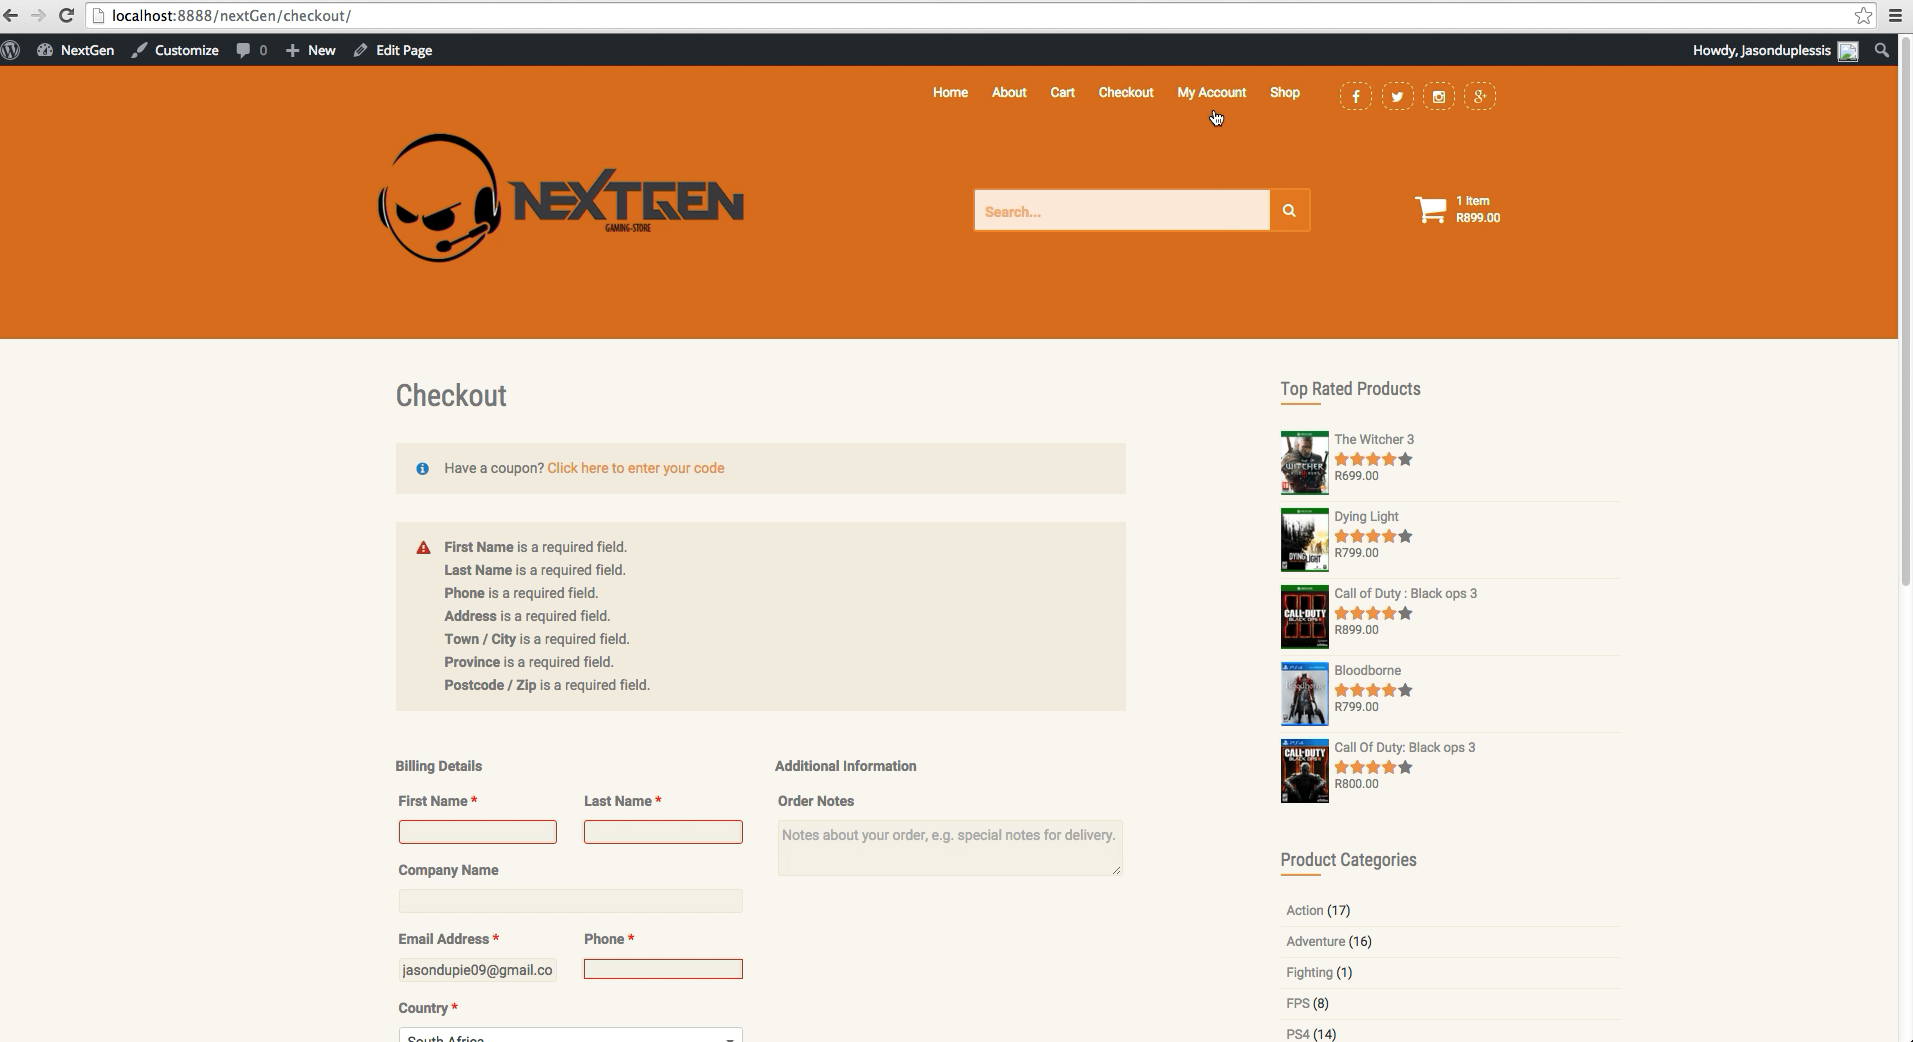 localhost:8888/nextGen/checkout/
NextGen Customize 0 New Edit Page Howdy, Jasonduplessis
Home About Cart Checkout My Account Shop
NEXTGEN
GAMING-STORE
Search...
1 Item
R899.00
Checkout
Have a coupon? Click here to enter your code
First Name is a required field.
Last Name is a required field.
Phone is a required field.
Address is a required field.
Town / City is a required field.
Province is a required field.
Postcode / Zip is a required field.
Billing Details
First Name * Last Name *
Company Name
Email Address * Phone *
jasondupie09@gmail.co
Country *
South Africa
Additional Information
Order Notes
Notes about your order, e.g. special notes for delivery.
Top Rated Products
The Witcher 3
R699.00
Dying Light
R799.00
Call of Duty : Black ops 3
R899.00
Bloodborne
R799.00
Call Of Duty: Black ops 3
R800.00
Product Categories
Action (17)
Adventure (16)
Fighting (1)
FPS (8)
PS4 (14)